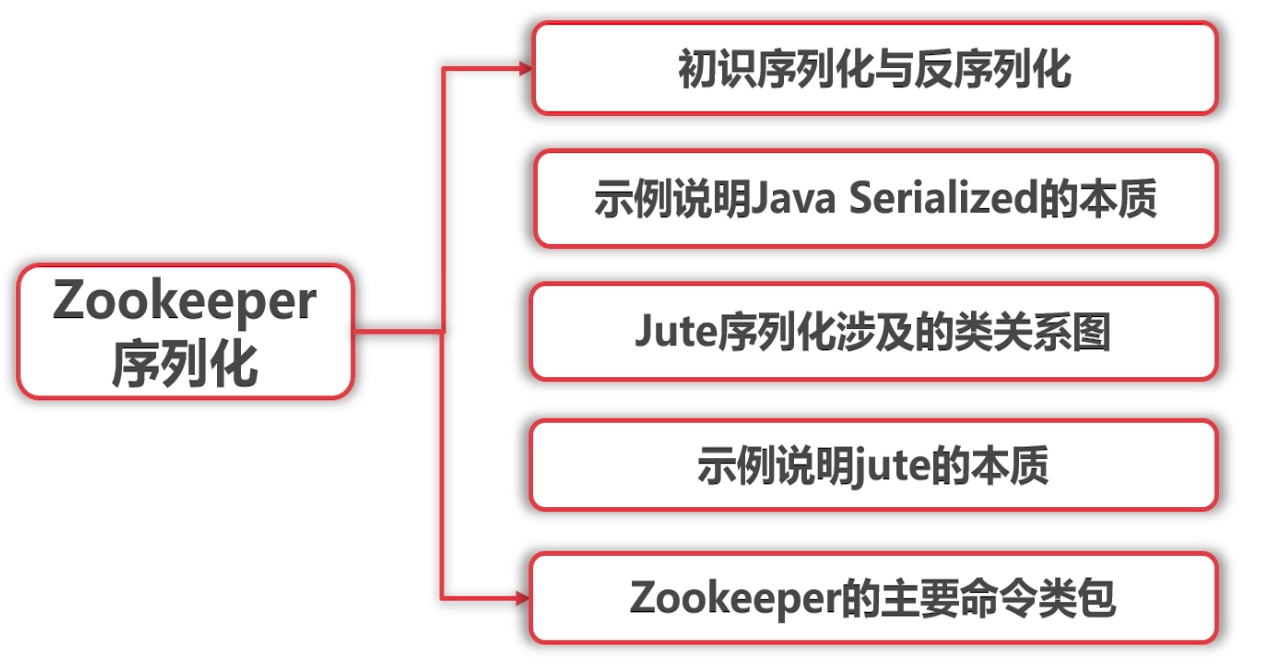 Zookeeper
序列化
初识序列化与反序列化
示例说明Java Serialized的本质
Jute序列化涉及的类关系图
示例说明jute的本质
Zookeeper的主要命令类包